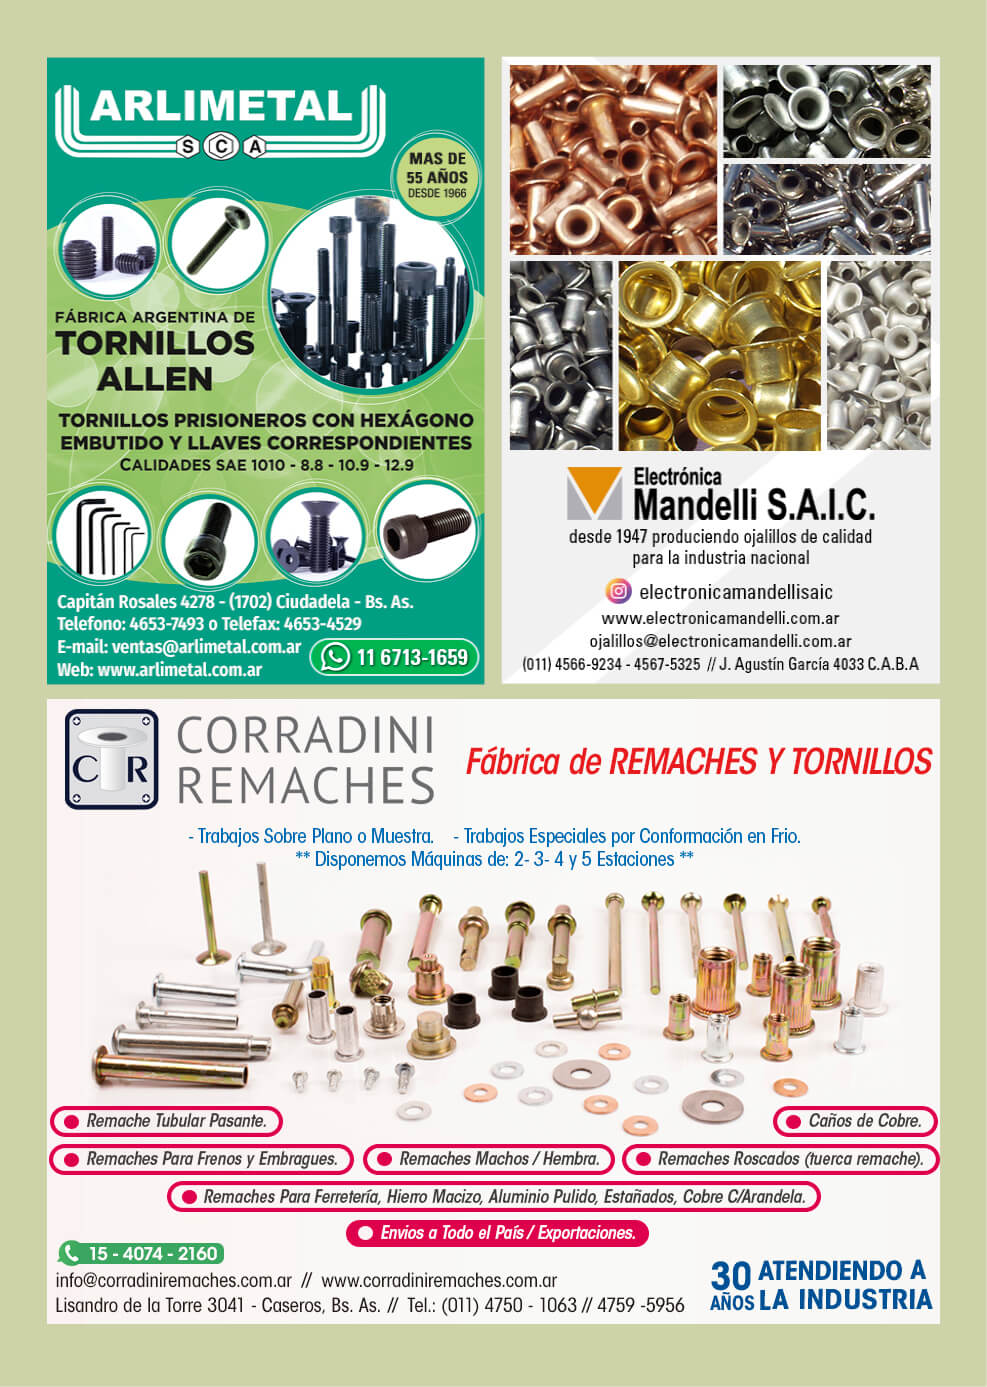 ARLIMETAL
S C A
MAS DE
55 AÑOS
DESDE 1966
FÁBRICA ARGENTINA DE
TORNILLOS
ALLEN
TORNILLOS PRISIONEROS CON HEXÁGONO
EMBUTIDO Y LLAVES CORRESPONDIENTES
CALIDADES SAE 1010 - 8.8 - 10.9 - 12.9
Capitán Rosales 4278 - (1702) Ciudadela - Bs. As.
Telefono: 4653-7493 o Telefax: 4653-4529
E-mail: ventas@arlimetal.com.ar
Web: www.arlimetal.com.ar
11 6713-1659
Electrónica
Mandelli S.A.I.C.
desde 1947 produciendo ojalillos de calidad
para la industria nacional
electronicamandellisaic
www.electronicamandelli.com.ar
ojalillos@electronicamandelli.com.ar
(011) 4566-9234 - 4567-5325 // J. Agustín García 4033 C.A.B.A
C R
CORRADINI
REMACHES
Fábrica de REMACHES Y TORNILLOS
- Trabajos Sobre Plano o Muestra. - Trabajos Especiales por Conformación en Frio.
** Disponemos Máquinas de: 2- 3- 4 y 5 Estaciones **
Remache Tubular Pasante.
Caños de Cobre.
Remaches Para Frenos y Embragues.
Remaches Machos / Hembra.
Remaches Roscados (tuerca remache).
Remaches Para Ferretería, Hierro Macizo, Aluminio Pulido, Estañados, Cobre C/Arandela.
Envios a Todo el País / Exportaciones.
15 - 4074 - 2160
info@corradiniremaches.com.ar // www.corradiniremaches.com.ar
Lisandro de la Torre 3041 - Caseros, Bs. As. // Tel.: (011) 4750 - 1063 // 4759 -5956
30 ATENDIENDO A
AÑOS LA INDUSTRIA